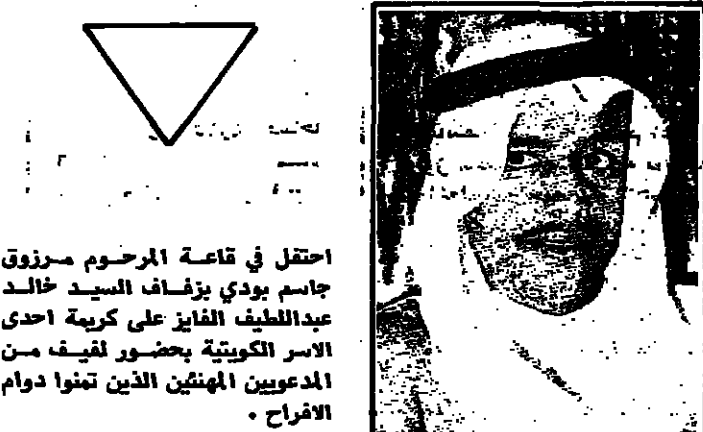 احتفل في قاعة المرحوم مرزوق
جاسم بودي بزفاف السيد خالد
عبداللطيف الفايز على كريمة احدى
الاسر الكويتية بحضور لفيف من
المدعويين المهنئين الذين تمنوا دوام
الافراح .